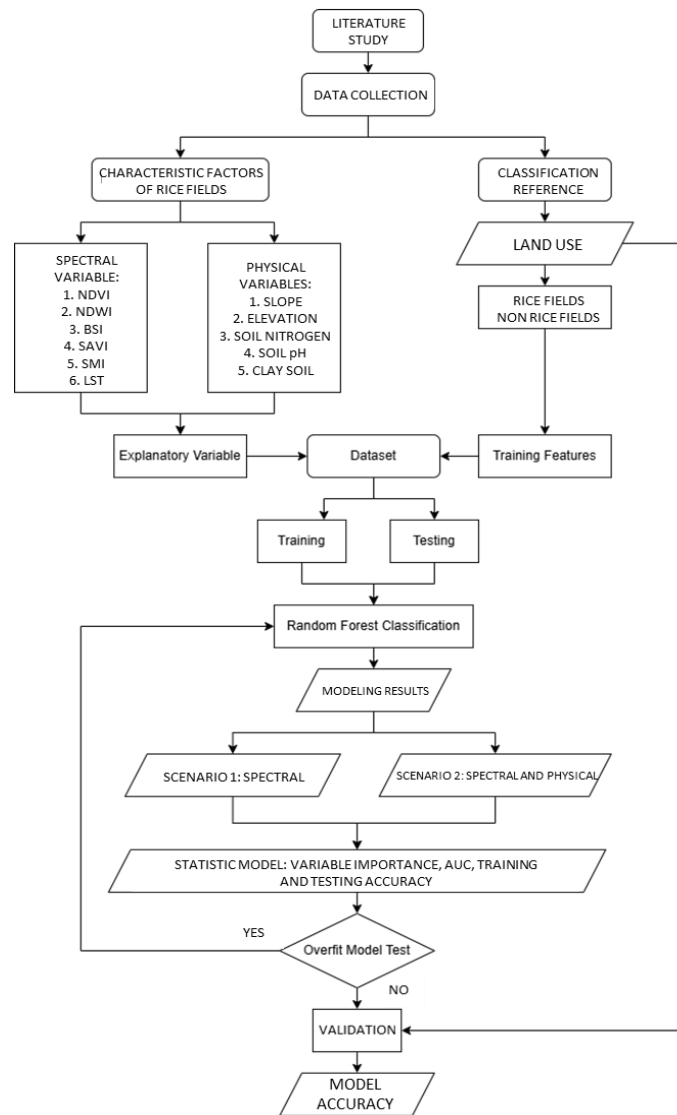 LITERATURE
STUDY
DATA COLLECTION
CHARACTERISTIC FACTORS
OF RICE FIELDS
CLASSIFICATION
REFERENCE
LAND USE
SPECTRAL
VARIABLE:
1. NDVI
2. NDWI
3. BSI
4. SAVI
5. SMI
6. LST
PHYSICAL
VARIABLES:
1. SLOPE
2. ELEVATION
3. SOIL NITROGEN
4. SOIL pH
5. CLAY SOIL
RICE FIELDS
NON RICE FIELDS
Explanatory Variable
Dataset
Training Features
Training
Testing
Random Forest Classification
MODELING RESULTS
SCENARIO 1: SPECTRAL
SCENARIO 2: SPECTRAL AND PHYSICAL
STATISTIC MODEL: VARIABLE IMPORTANCE, AUC, TRAINING
AND TESTING ACCURACY
YES
Overfit Model Test
NO
VALIDATION
MODEL
ACCURACY